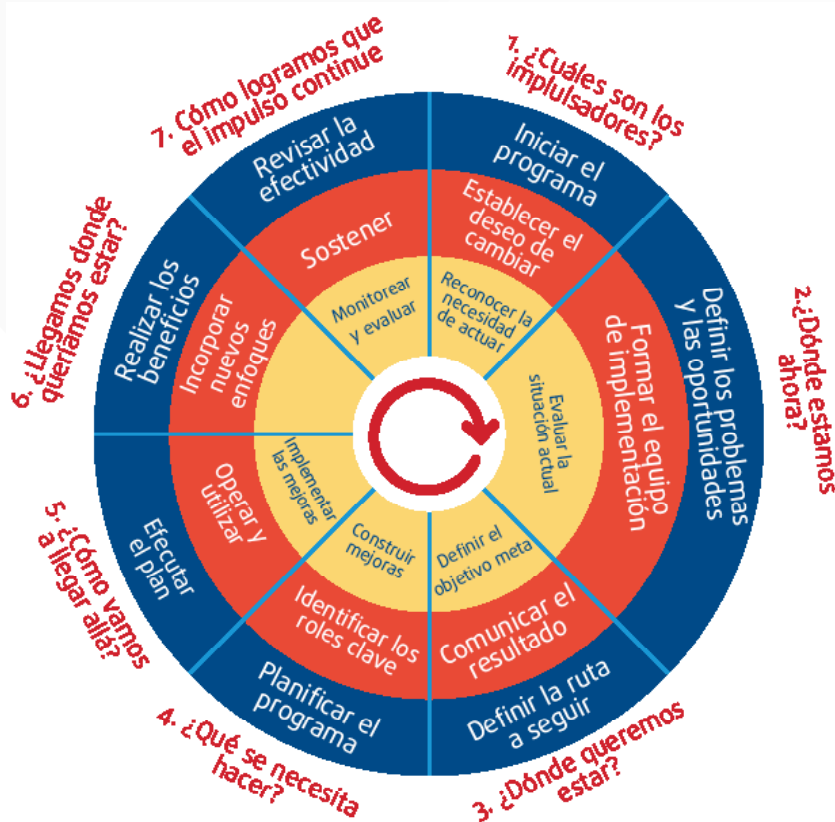 1. ¿Cuáles son los
implulsadores?
Iniciar el
programa
Establecer el
deseo de
cambiar
Reconocer la
necesidad
de actuar
2.¿Dónde estamos
ahora?
Definir los problemas
y las oportunidades
Formar el equipo
de implementación
Evaluar la
situación actual
3. ¿Dónde queremos
estar?
Definir la ruta
a seguir
Comunicar el
resultado
Definir el
objetivo meta
4. ¿Qué se necesita
hacer?
Planificar el
programa
Identificar los
roles clave
Construir
mejoras
5. ¿Cómo vamos
a llegar allá?
Efecutar
el plan
Operar y
utilizar
Implementar
las mejoras
6. ¿Llegamos donde
queríamos estar?
Realizar los
beneficios
Incorporar
nuevos
enfoques
7. Cómo logramos que
el impulso continue
Revisar la
efectividad
Sostener
Monitorear
y evaluar